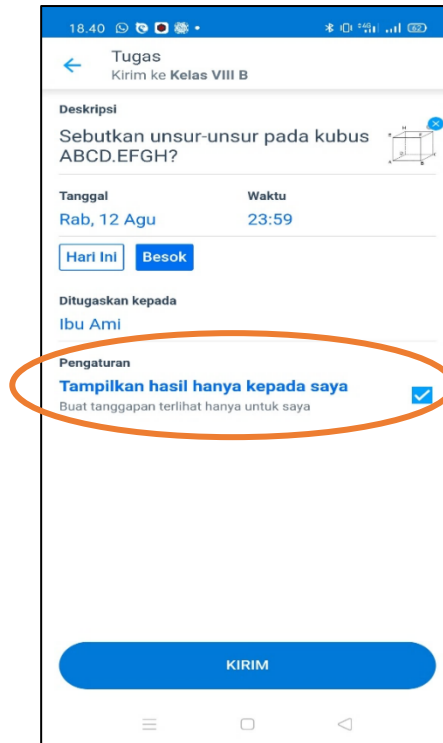 18.40
62
Tugas
Kirim ke Kelas VIII B
Deskripsi
Sebutkan unsur-unsur pada kubus
ABCD.EFGH?
Tanggal Waktu
Rab, 12 Agu 23:59
Hari Ini Besok
Ditugaskan kepada
Ibu Ami
Pengaturan
Tampilkan hasil hanya kepada saya
Buat tanggapan terlihat hanya untuk saya
KIRIM